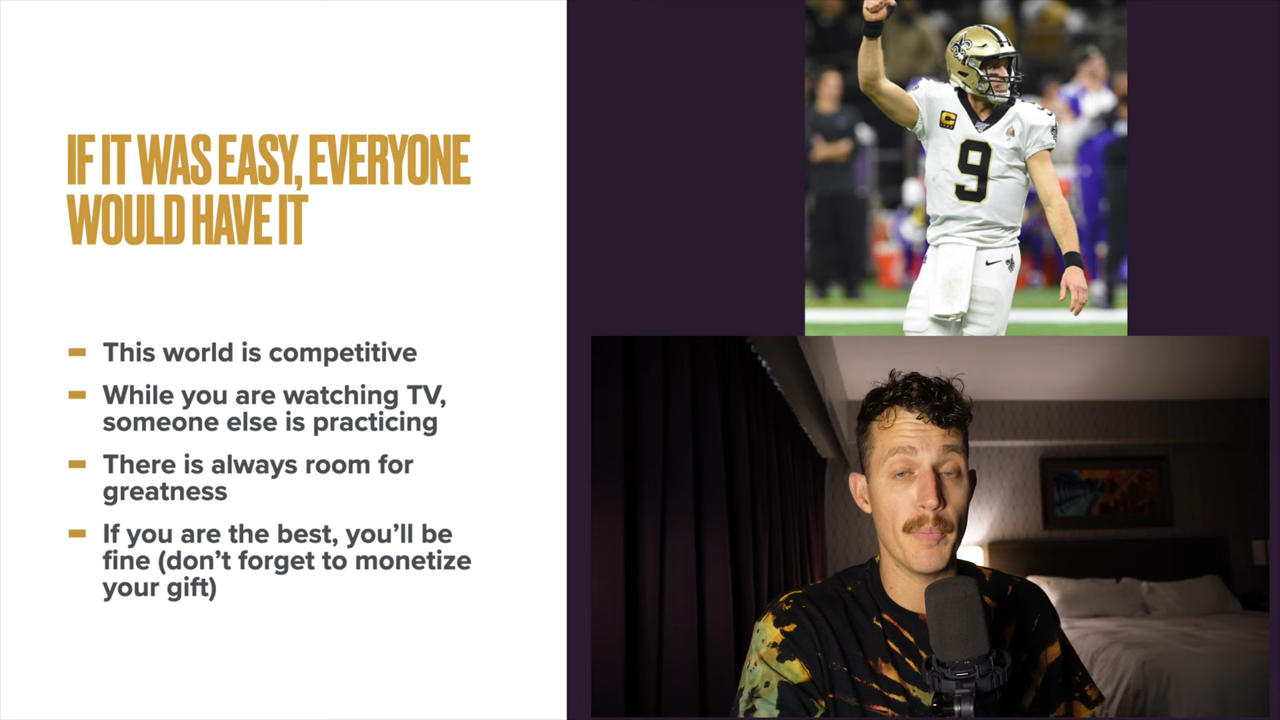 IF IT WAS EASY, EVERYONE
WOULD HAVE IT
This world is competitive
While you are watching TV,
someone else is practicing
There is always room for
greatness
If you are the best, you’ll be
fine (don’t forget to monetize
your gift)
C
9